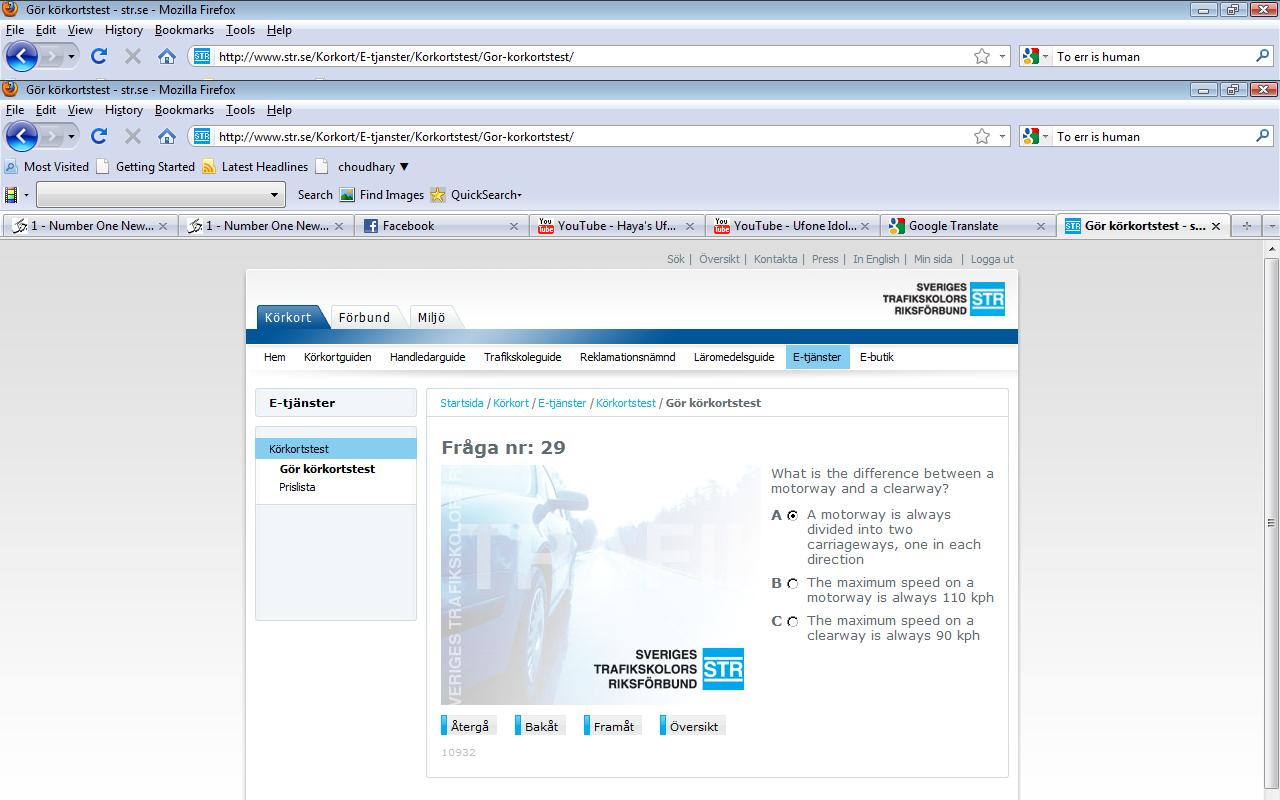 Gör körkortstest - str.se - Mozilla Firefox
File Edit View History Bookmarks Tools Help
STR http://www.str.se/Korkort/E-tjanster/Korkortstest/Gor-korkortstest/ To err is human
Gör körkortstest - str.se - Mozilla Firefox
File Edit View History Bookmarks Tools Help
STR http://www.str.se/Korkort/E-tjanster/Korkortstest/Gor-korkortstest/ To err is human
Most Visited Getting Started Latest Headlines choudhary ▼
Search Find Images QuickSearch
1 - Number One New... 1 - Number One New... Facebook YouTube - Haya's Uf... YouTube - Ufone Idol... Google Translate Gör körkortstest - s...
Sök | Översikt | Kontakta | Press | In English | Min sida | Logga ut
SVERIGES
TRAFIKSKOLORS STR
RIKSFÖRBUND
Körkort Förbund Miljö
Hem Körkortguiden Handledarguide Trafikskoleguide Reklamationsnämnd Läromedelsguide E-tjänster E-butik
E-tjänster
Körkortstest
Gör körkortstest
Prislista
Startsida / Körkort / E-tjänster / Körkortstest / Gör körkortstest
Fråga nr: 29
What is the difference between a
motorway and a clearway?
A A motorway is always
divided into two
carriageways, one in each
direction
B The maximum speed on a
motorway is always 110 kph
C The maximum speed on a
clearway is always 90 kph
SVERIGES
TRAFIKSKOLORS STR
RIKSFÖRBUND
Återgå Bakåt Framåt Översikt
10932